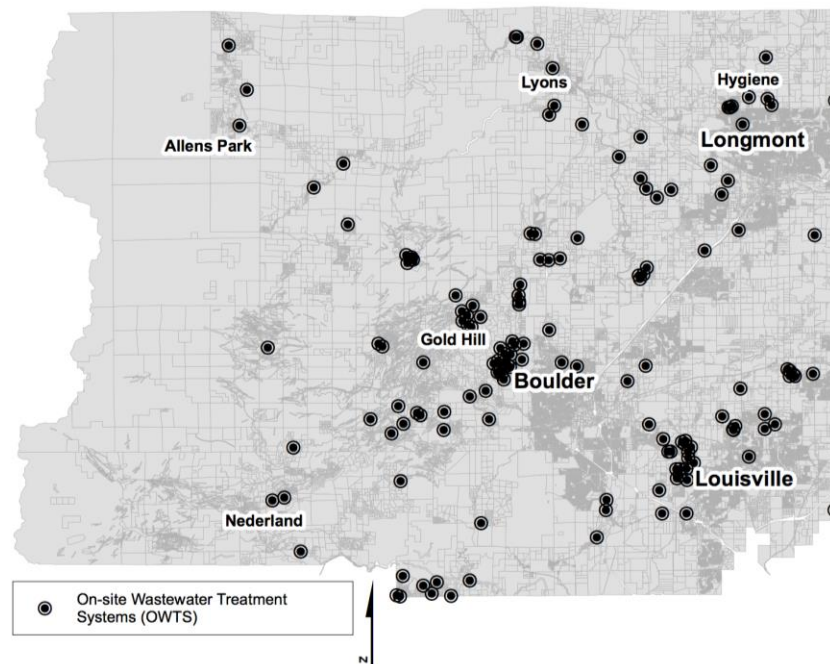 Lyons
Hygiene
Longmont
Allens Park
Gold Hill
Boulder
Louisville
Nederland
On-site Wastewater Treatment
Systems (OWTS)
N